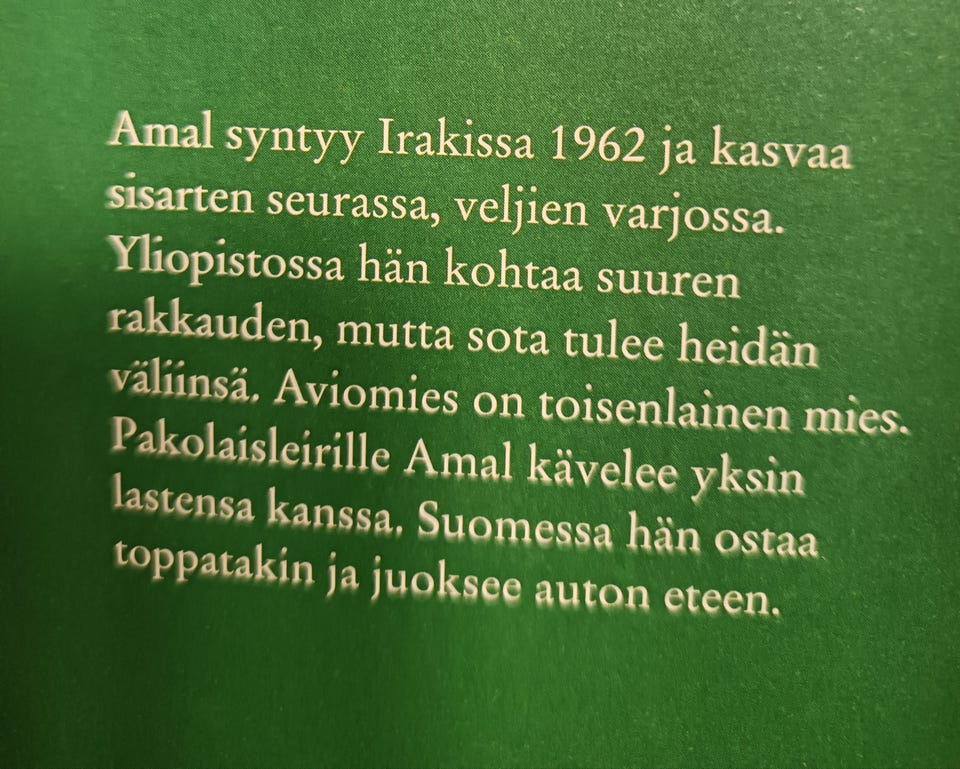 Amal syntyy Irakissa 1962 ja kasvaa
sisarten seurassa, veljien varjossa.
Yliopistossa hän kohtaa suuren
rakkauden, mutta sota tulee heidän
väliinsä. Aviomies on toisenlainen mies.
Pakolaisleirille Amal kävelee yksin
lastensa kanssa. Suomessa hän ostaa
toppatakin ja juoksee auton eteen.